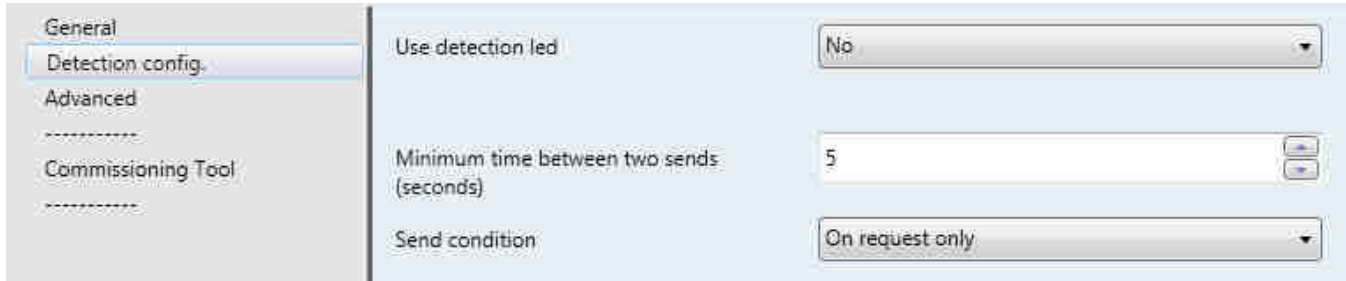 General
Detection config.
Advanced
-----------
Commissioning Tool
-----------
Use detection led
No
Minimum time between two sends
(seconds)
5
Send condition
On request only